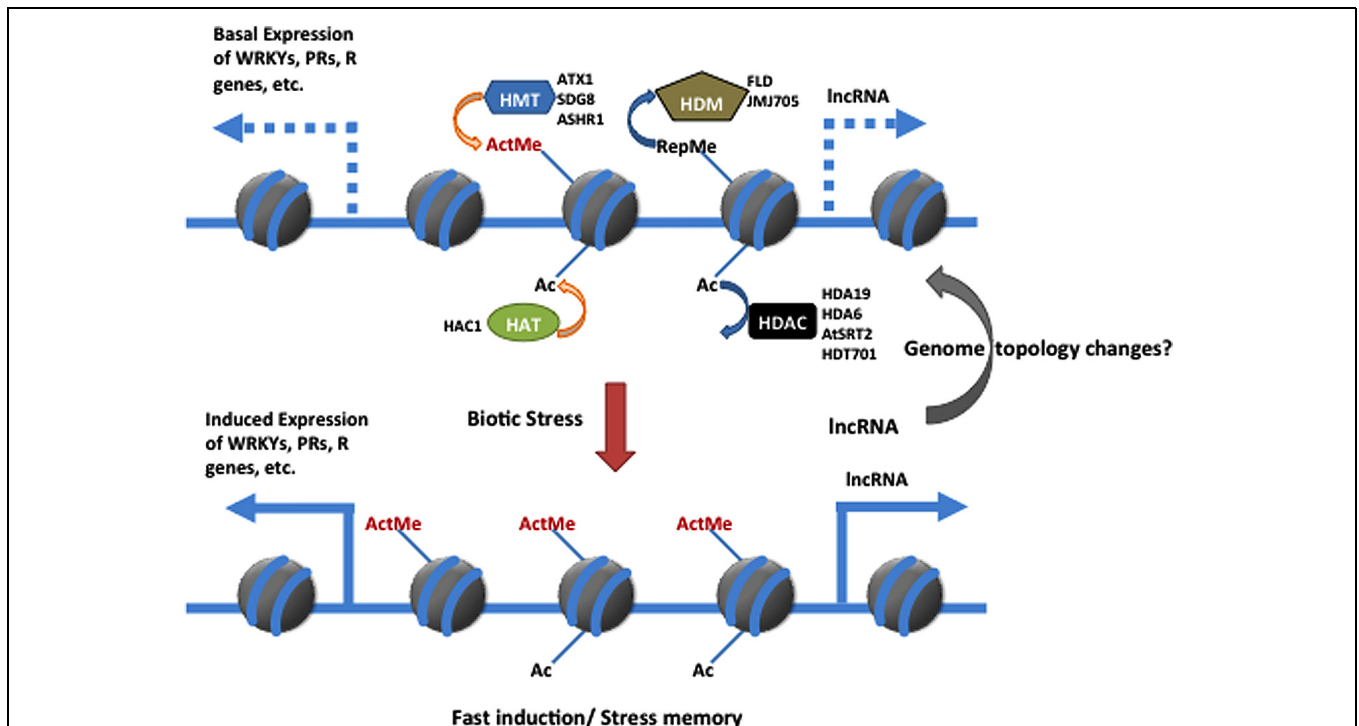 Basal Expression
of WRKYs, PRs, R
genes, etc.
HMT
ATX1
SDG8
ASHR1
ActMe
HDM
FLD
JMJ705
RepMe
lncRNA
Ac
HAC1
HAT
Ac
HDAC
HDA19
HDA6
AtSRT2
HDT701
Genome topology changes?
Biotic Stress
lncRNA
Induced Expression
of WRKYs, PRs, R
genes, etc.
lncRNA
ActMe
ActMe
ActMe
Ac
Ac
Fast induction/ Stress memory